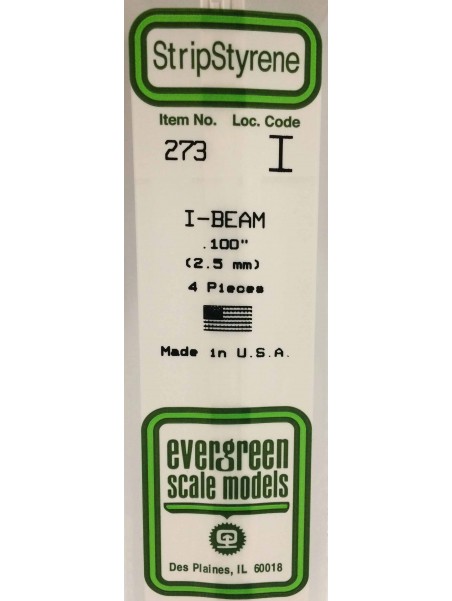 StripStyrene
Item No. Loc. Code
273 I
I-BEAM
.100"
(2.5 mm)
4 Pieces
Made in U.S.A.
evergreen
scale models
Des Plaines, IL 60018